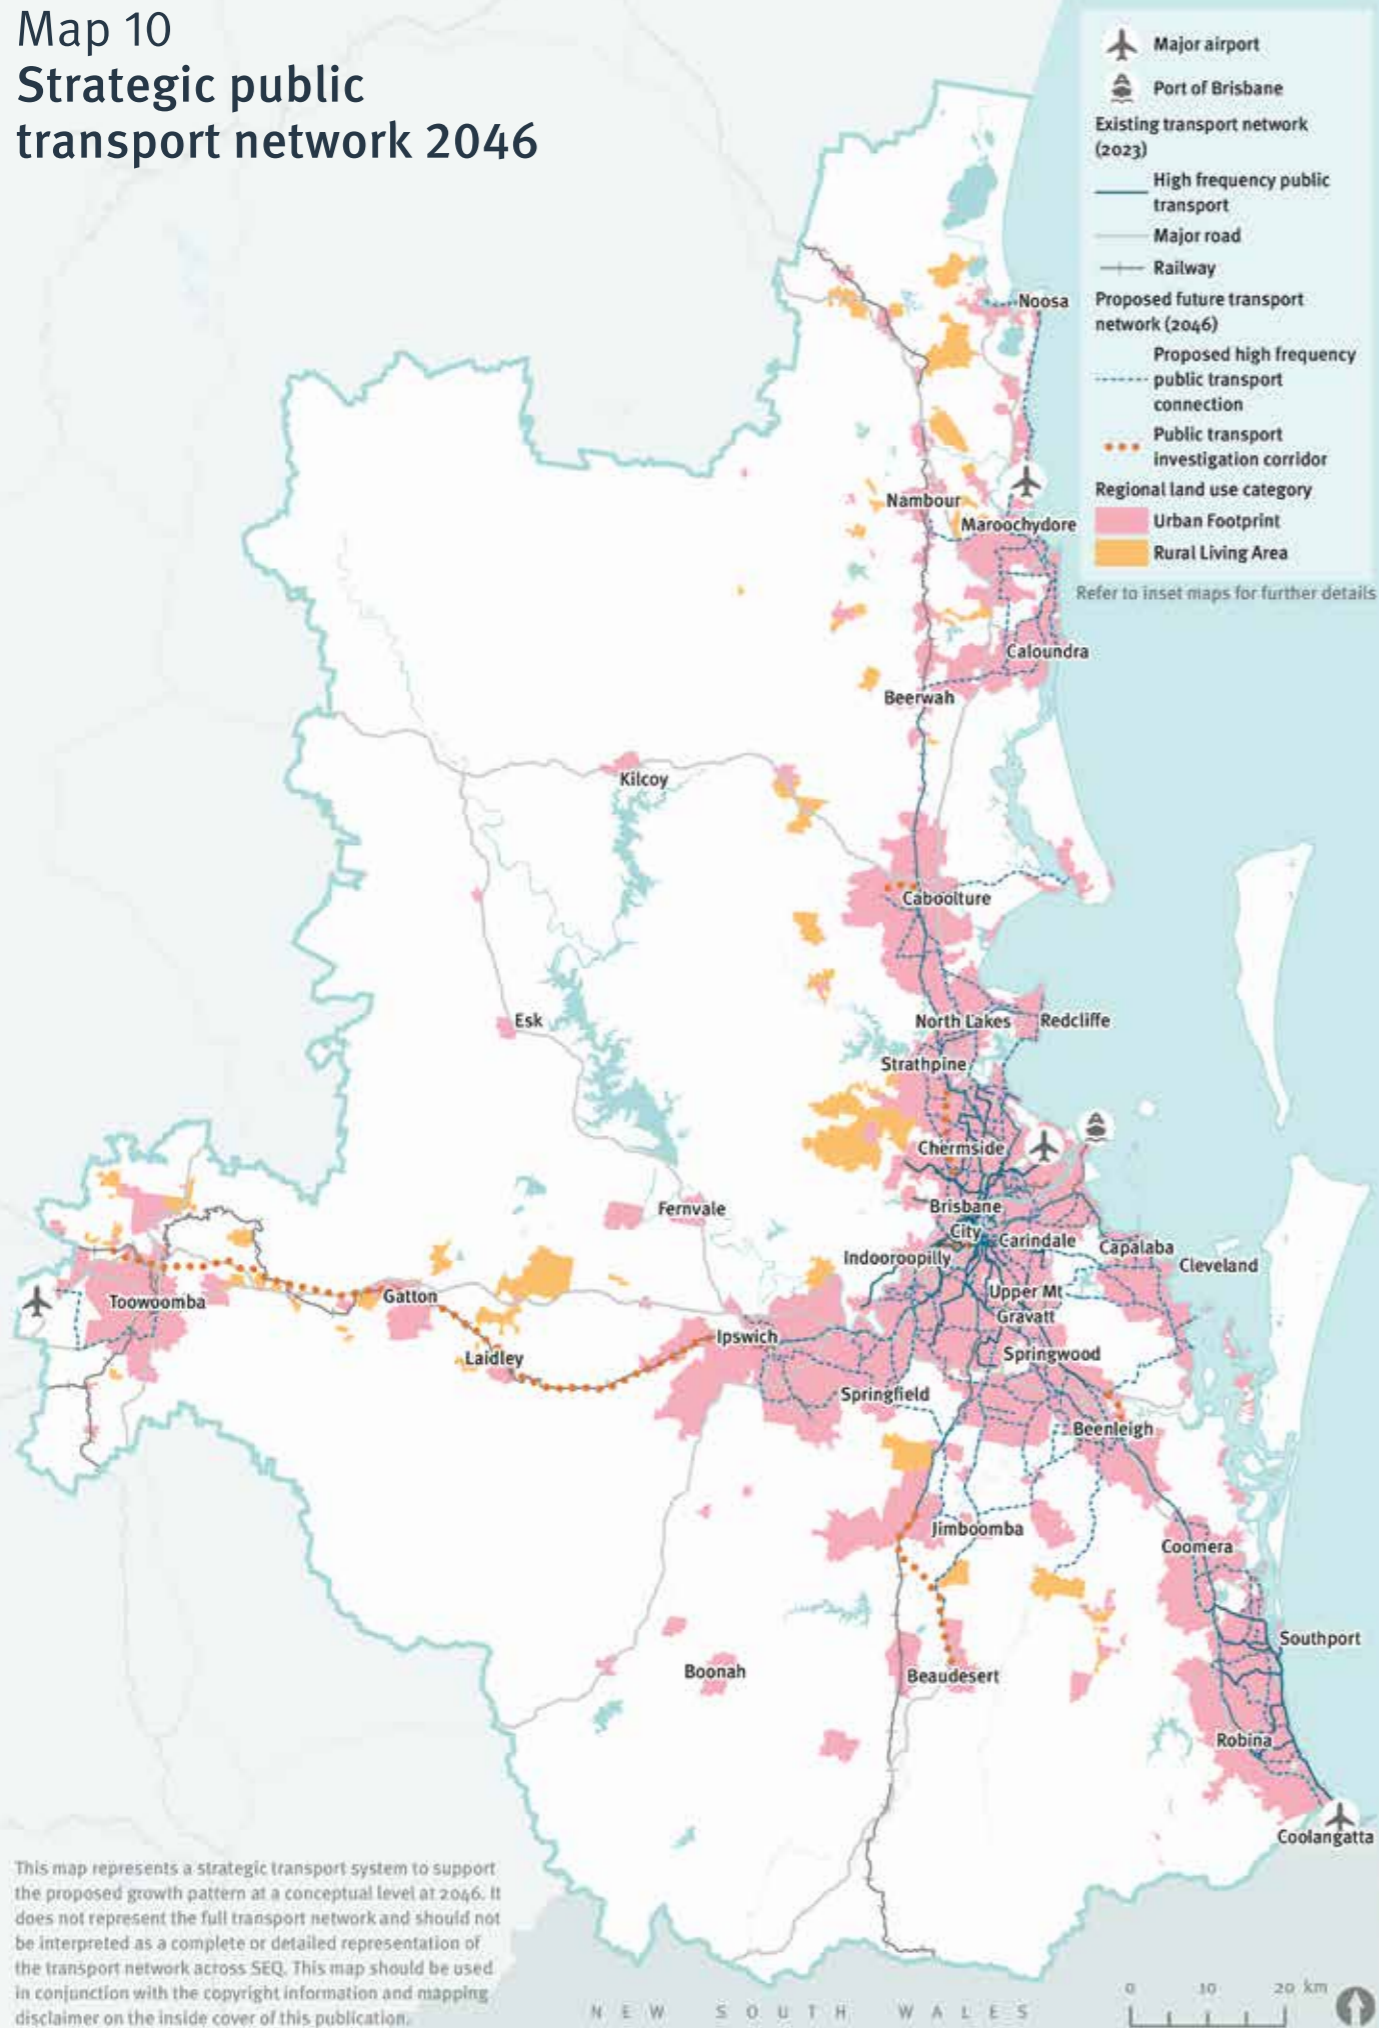 Map 10
Strategic public
transport network 2046
Major airport
Port of Brisbane
Existing transport network
(2023)
High frequency public
transport
Major road
Railway
Proposed future transport
network (2046)
Proposed high frequency
public transport
connection
Public transport
investigation corridor
Regional land use category
Urban Footprint
Rural Living Area
Refer to inset maps for further details
Noosa
Nambour
Maroochydore
Caloundra
Beerwah
Kilcoy
Caboolture
Esk
North Lakes
Redcliffe
Strathpine
Chermside
Fernvale
Brisbane
City
Carindale
Capalaba
Indooroopilly
Cleveland
Upper Mt
Gravatt
Toowoomba
Gatton
Ipswich
Laidley
Springwood
Springfield
Beenleigh
Jimboomba
Coomera
Southport
Boonah
Beaudesert
Robina
Coolangatta
This map represents a strategic transport system to support
the proposed growth pattern at a conceptual level at 2046. It
does not represent the full transport network and should not
be interpreted as a complete or detailed representation of
the transport network across SEQ. This map should be used
in conjunction with the copyright information and mapping
disclaimer on the inside cover of this publication.
NEW SOUTH WALES
0 10 20 km